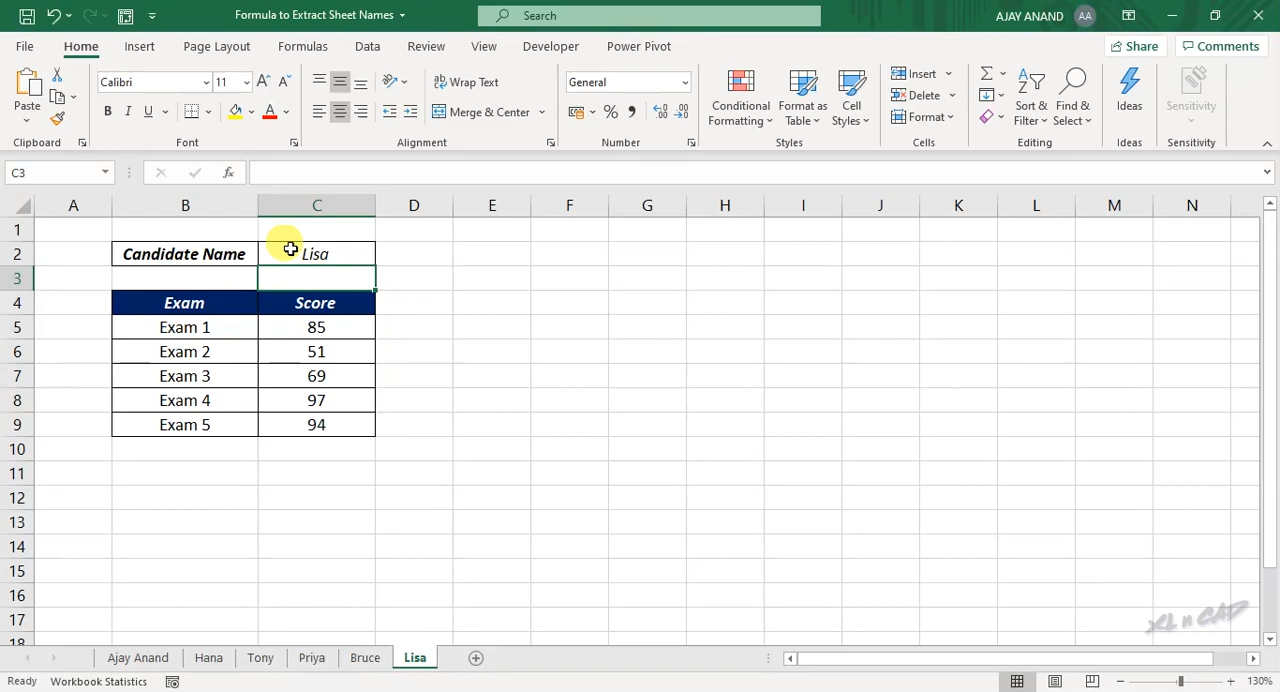 Formula to Extract Sheet Names
Search
AJAY ANAND AA
File Home Insert Page Layout Formulas Data Review View Developer Power Pivot Share Comments
Paste
Calibri 11
B I U
Wrap Text
Merge & Center
General
Conditional Formatting
Format as Table
Cell Styles
Insert
Delete
Format
Sort & Filter
Find & Select
Ideas
Sensitivity
Clipboard Font Alignment Number Styles Cells Editing Ideas Sensitivity
C3 fx
A B C D E F G H I J K L M N
1
2 Candidate Name Lisa
3
4 Exam Score
5 Exam 1 85
6 Exam 2 51
7 Exam 3 69
8 Exam 4 97
9 Exam 5 94
10
11
12
13
14
15
16
17
18
XL n CAD
Ajay Anand Hana Tony Priya Bruce Lisa
Ready Workbook Statistics 130%